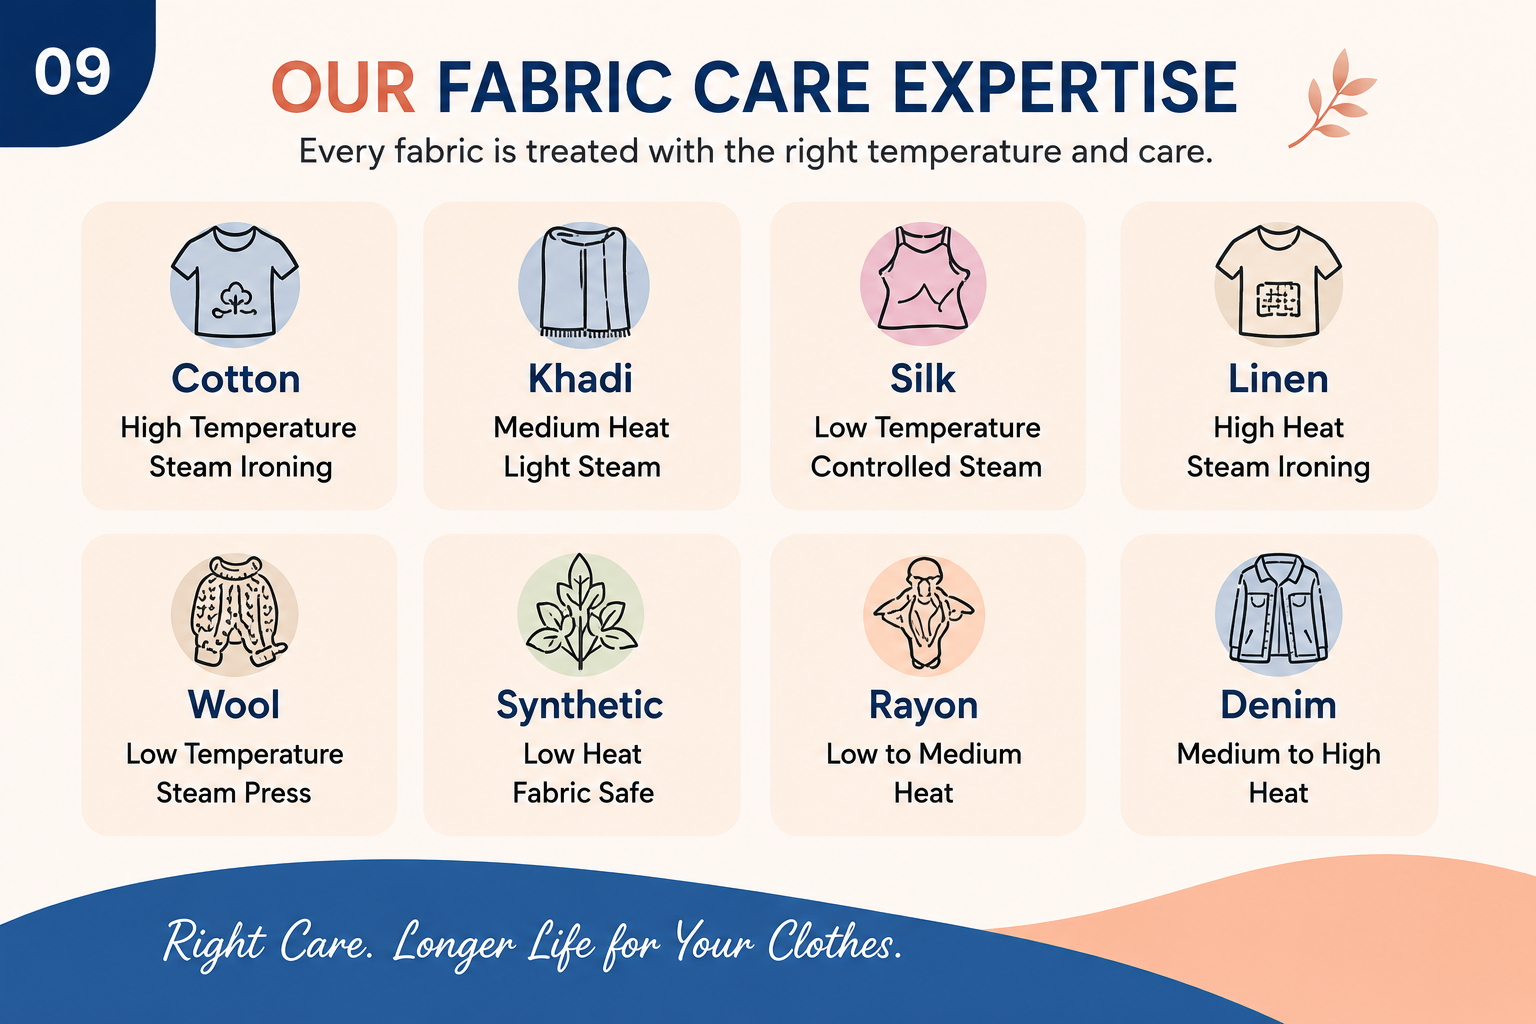 09
OUR FABRIC CARE EXPERTISE
Every fabric is treated with the right temperature and care.
Cotton
High Temperature
Steam Ironing
Khadi
Medium Heat
Light Steam
Silk
Low Temperature
Controlled Steam
Linen
High Heat
Steam Ironing
Wool
Low Temperature
Steam Press
Synthetic
Low Heat
Fabric Safe
Rayon
Low to Medium
Heat
Denim
Medium to High
Heat
Right Care. Longer Life for Your Clothes.